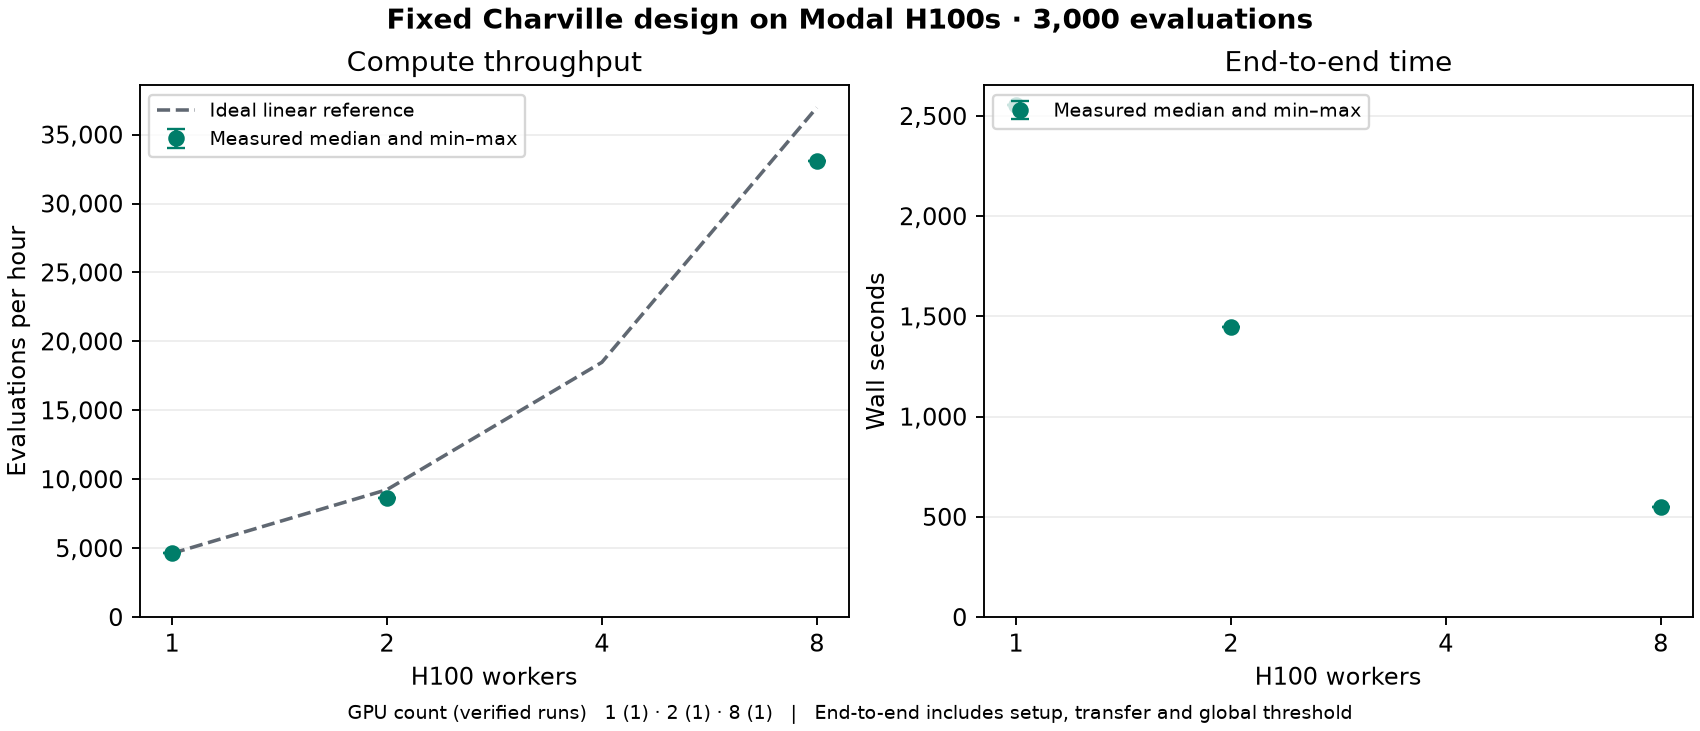 Fixed Charville design on Modal H100s · 3,000 evaluations
Compute throughput
Ideal linear reference
Measured median and min–max
Evaluations per hour
35,000
30,000
25,000
20,000
15,000
10,000
5,000
0
1 2 4 8
H100 workers
End-to-end time
Measured median and min–max
Wall seconds
2,500
2,000
1,500
1,000
500
0
1 2 4 8
H100 workers
GPU count (verified runs) 1 (1) · 2 (1) · 8 (1) | End-to-end includes setup, transfer and global threshold